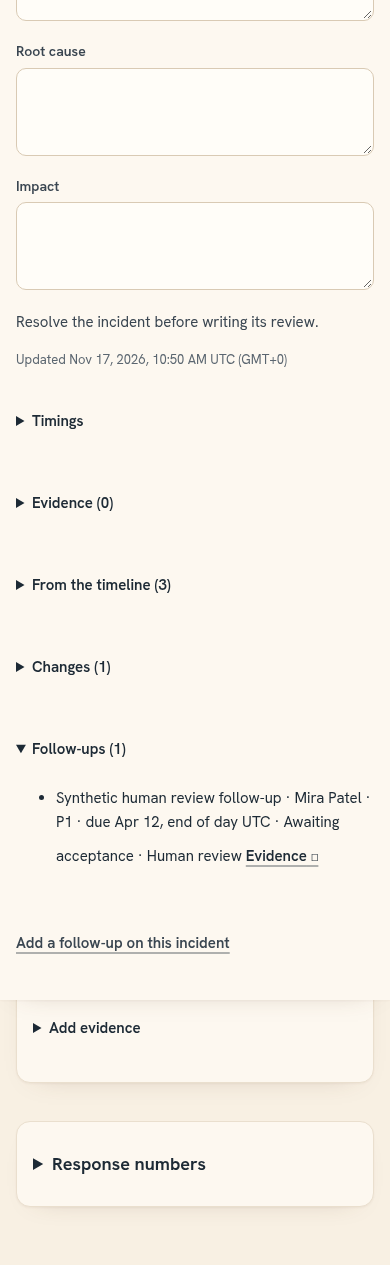 Root cause
Impact
Resolve the incident before writing its review.
Updated Nov 17, 2026, 10:50 AM UTC (GMT+0)
Timings
Evidence (0)
From the timeline (3)
Changes (1)
Follow-ups (1)
Synthetic human review follow-up · Mira Patel ·
P1 · due Apr 12, end of day UTC · Awaiting
acceptance · Human review Evidence
Add a follow-up on this incident
Add evidence
Response numbers